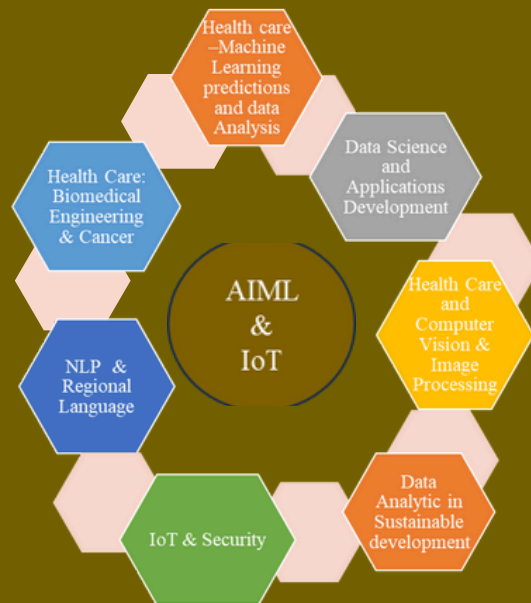 Health care
–Machine
Learning
predictions
and data
Analysis
Data Science
and
Applications
Development
Health Care
and
Computer
Vision &
Image
Processing
Data
Analytic in
Sustainable
development
IoT & Security
NLP &
Regional
Language
Health Care:
Biomedical
Engineering
& Cancer
AIML
&
IoT